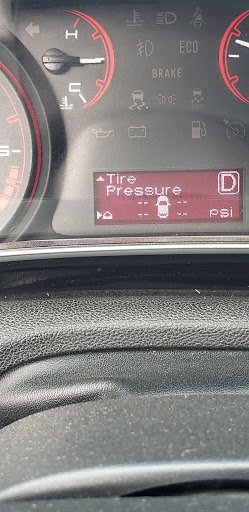 H
ECO
BRAKE
C
Tire
Pressure
D
-- --
-- -- psi